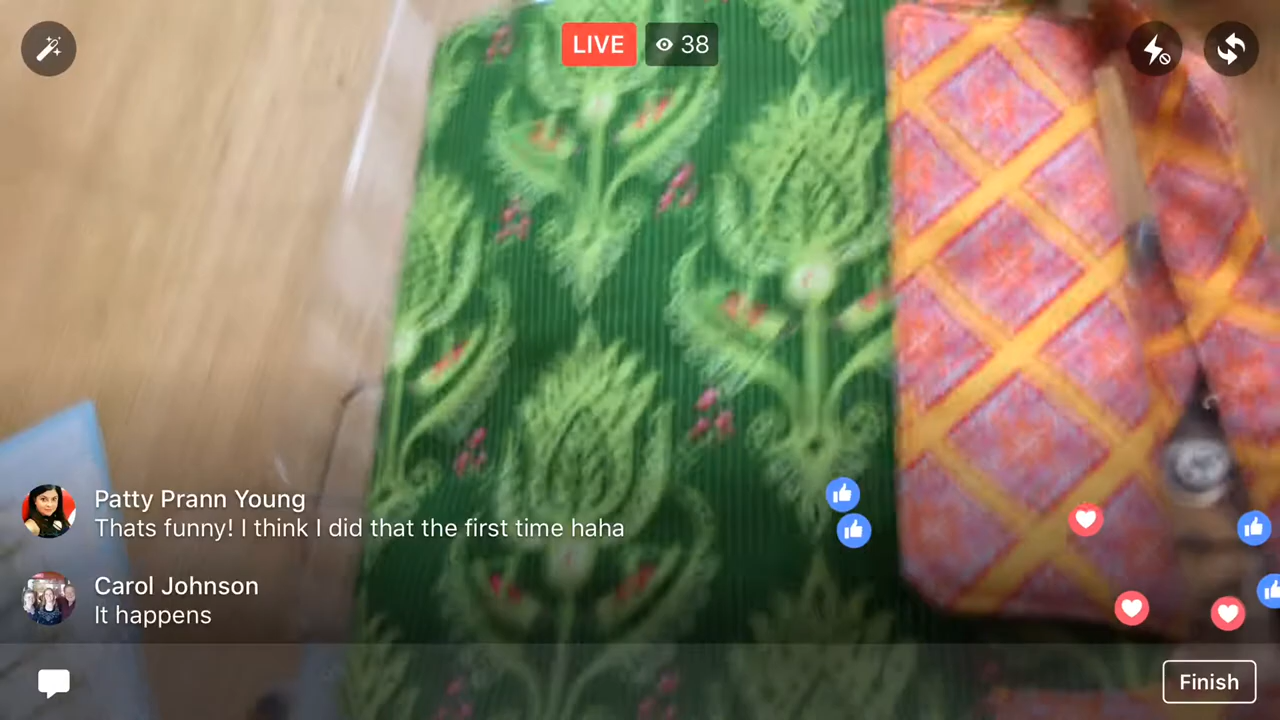 LIVE
38
Patty Prann Young
Thats funny! I think I did that the first time haha
Carol Johnson
It happens
Finish